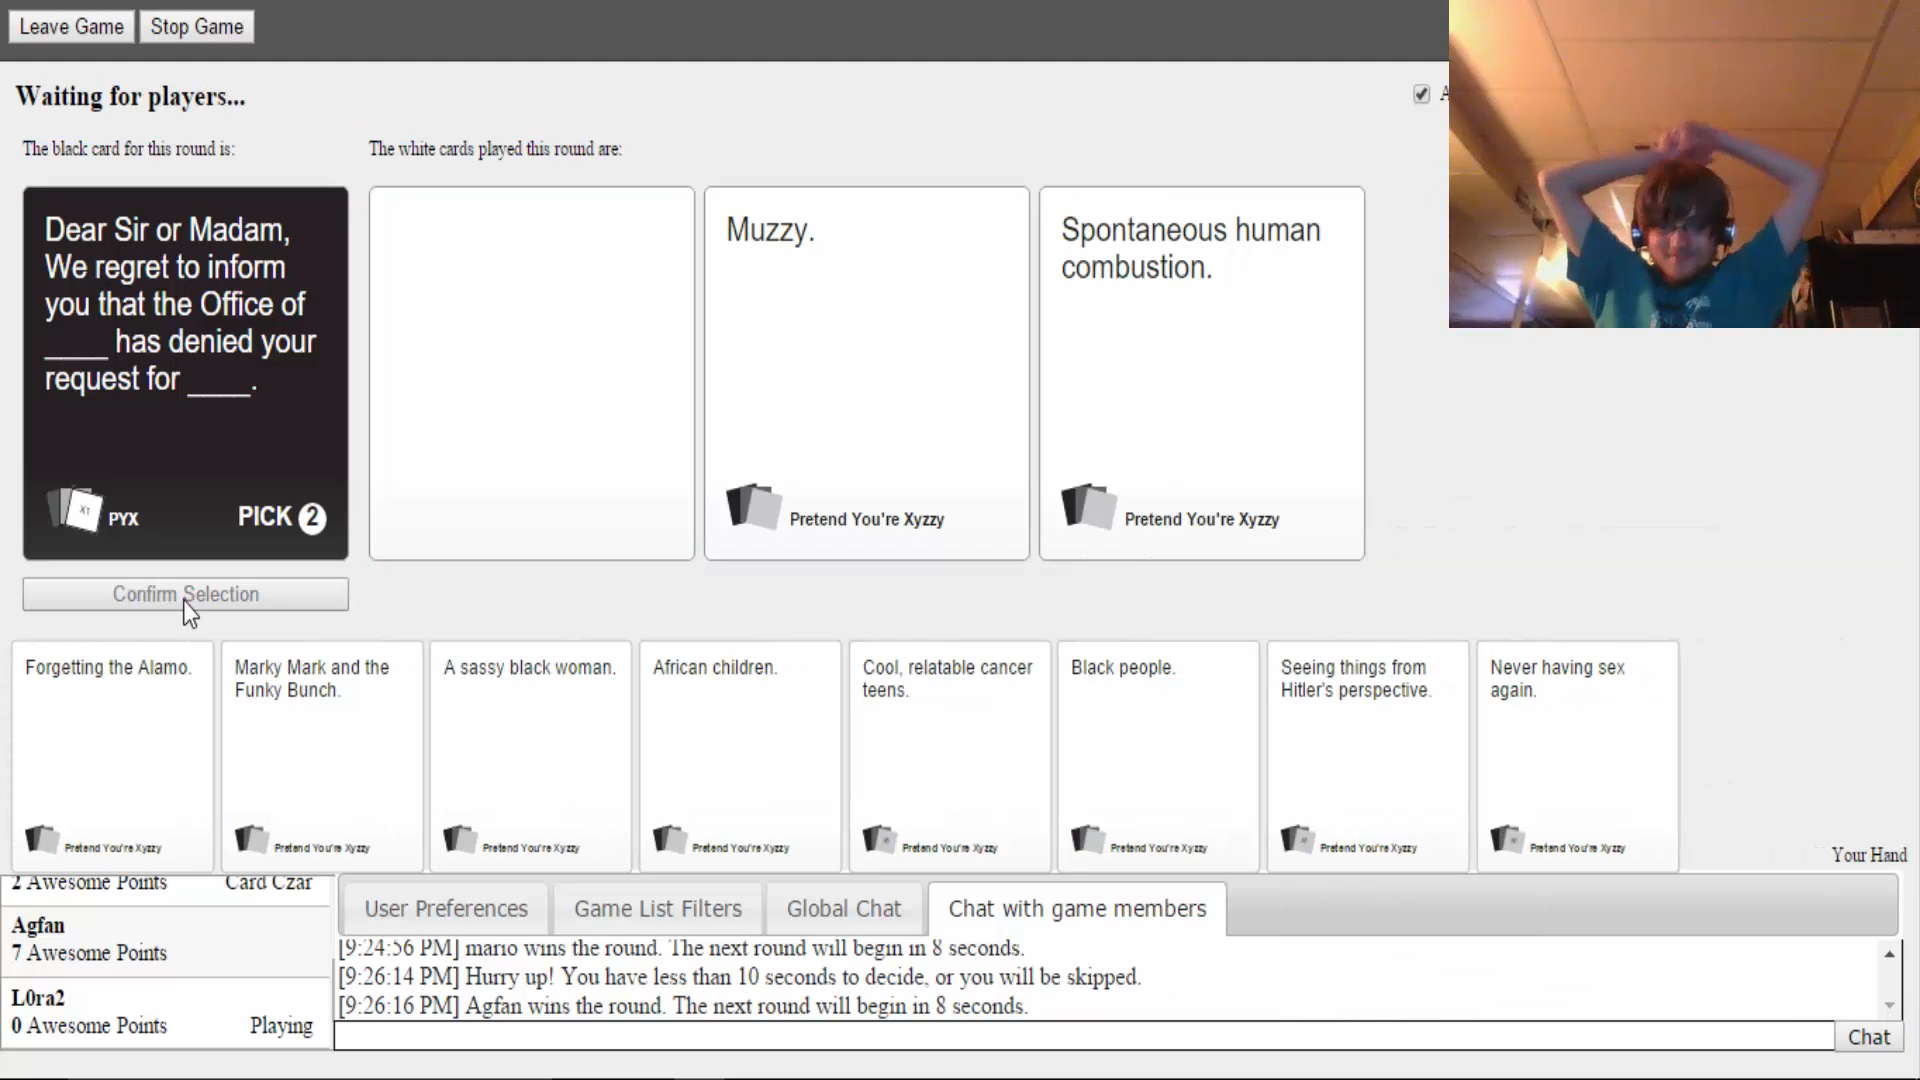 Leave Game
Stop Game
Waiting for players...
A
The black card for this round is:
The white cards played this round are:
Dear Sir or Madam,
We regret to inform
you that the Office of
____ has denied your
request for ____.
PYX
PICK 2
Muzzy.
Pretend You're Xyzzy
Spontaneous human
combustion.
Pretend You're Xyzzy
Confirm Selection
Forgetting the Alamo.
Pretend You're Xyzzy
Marky Mark and the
Funky Bunch.
Pretend You're Xyzzy
A sassy black woman.
Pretend You're Xyzzy
African children.
Pretend You're Xyzzy
Cool, relatable cancer
teens.
Pretend You're Xyzzy
Black people.
Pretend You're Xyzzy
Seeing things from
Hitler's perspective.
Pretend You're Xyzzy
Never having sex
again.
Pretend You're Xyzzy
Your Hand
2 Awesome Points Card Czar
Agfan
7 Awesome Points
L0ra2
0 Awesome Points Playing
User Preferences
Game List Filters
Global Chat
Chat with game members
[9:24:56 PM] mario wins the round. The next round will begin in 8 seconds.
[9:26:14 PM] Hurry up! You have less than 10 seconds to decide, or you will be skipped.
[9:26:16 PM] Agfan wins the round. The next round will begin in 8 seconds.
Chat